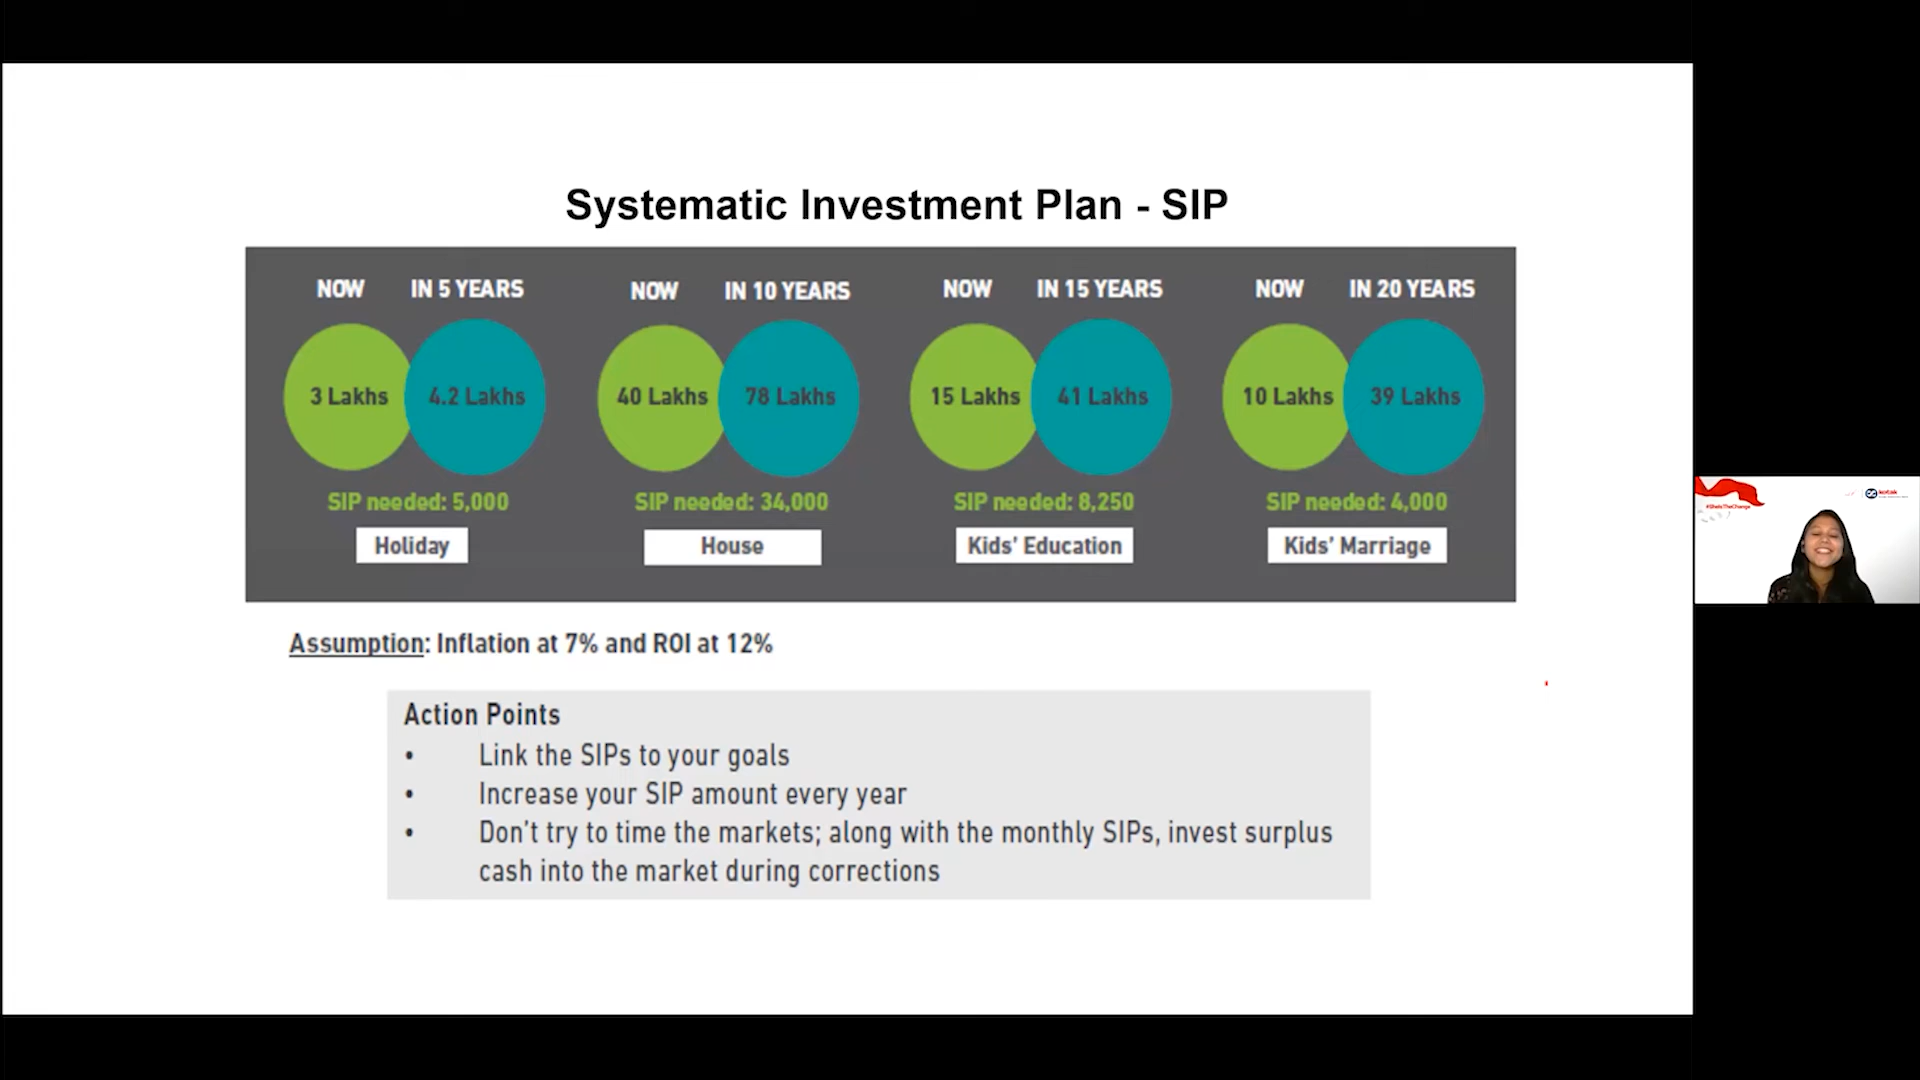 Systematic Investment Plan - SIP
NOW IN 5 YEARS
3 Lakhs 4.2 Lakhs
SIP needed: 5,000
Holiday
NOW IN 10 YEARS
40 Lakhs 78 Lakhs
SIP needed: 34,000
House
NOW IN 15 YEARS
15 Lakhs 41 Lakhs
SIP needed: 8,250
Kids’ Education
NOW IN 20 YEARS
10 Lakhs 39 Lakhs
SIP needed: 4,000
Kids’ Marriage
Assumption: Inflation at 7% and ROI at 12%
Action Points
• Link the SIPs to your goals
• Increase your SIP amount every year
• Don’t try to time the markets; along with the monthly SIPs, invest surplus
cash into the market during corrections
kotak
#SheIsTheChange